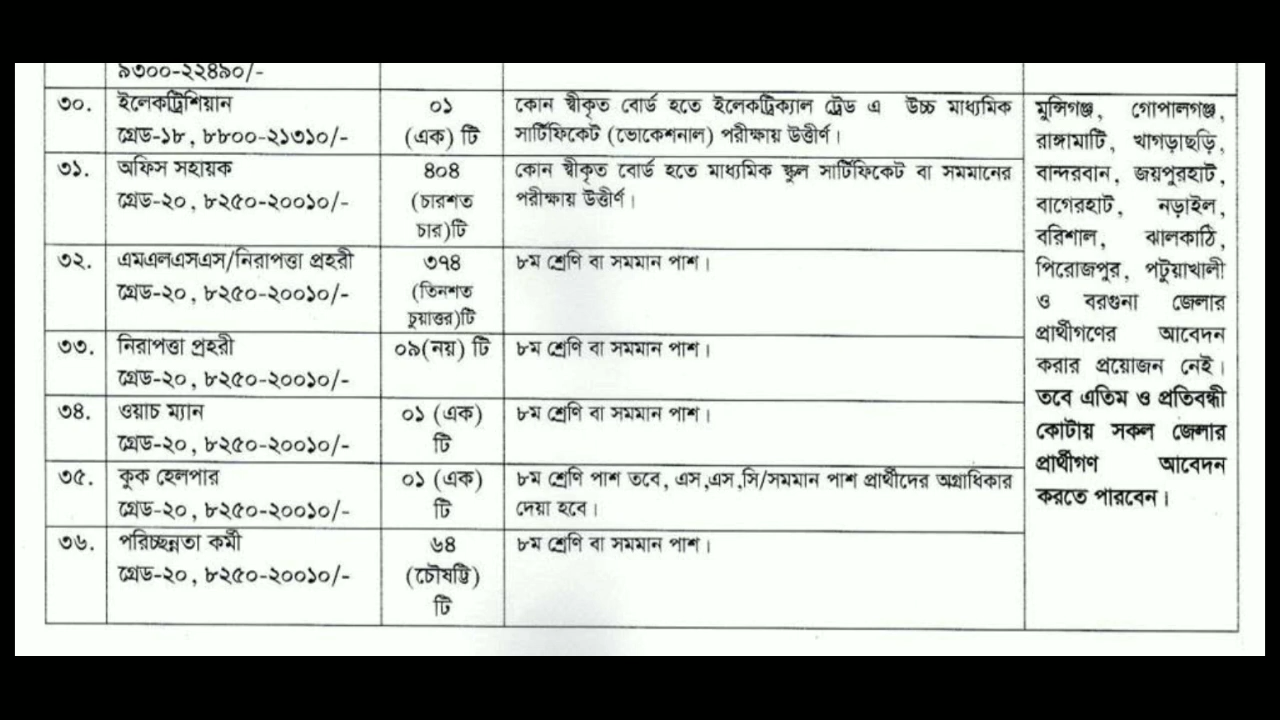 ৯৩০০-২২৪৯০/-
৩০.
ইলেকট্রিশিয়ান
গ্রেড-১৮, ৮৮০০-২১৩১০/-
০১
(এক) টি
কোন স্বীকৃত বোর্ড হতে ইলেকট্রিক্যাল ট্রেড এ উচ্চ মাধ্যমিক
সার্টিফিকেট (ভোকেশনাল) পরীক্ষায় উত্তীর্ণ।
৩১.
অফিস সহায়ক
গ্রেড-২০, ৮২৫০-২০০১০/-
৪০৪
(চারশত
চার)টি
কোন স্বীকৃত বোর্ড হতে মাধ্যমিক স্কুল সার্টিফিকেট বা সমমানের
পরীক্ষায় উত্তীর্ণ।
৩২.
এমএলএসএস/নিরাপত্তা প্রহরী
গ্রেড-২০, ৮২৫০-২০০১০/-
৩৭৪
(তিনশত
চুয়াত্তর)টি
৮ম শ্রেণি বা সমমান পাশ।
৩৩.
নিরাপত্তা প্রহরী
গ্রেড-২০, ৮২৫০-২০০১০/-
০৯(নয়) টি
৮ম শ্রেণি বা সমমান পাশ।
৩৪.
ওয়াচ ম্যান
গ্রেড-২০, ৮২৫০-২০০১০/-
০১ (এক)
টি
৮ম শ্রেণি বা সমমান পাশ।
৩৫.
কুক হেলপার
গ্রেড-২০, ৮২৫০-২০০১০/-
০১ (এক)
টি
৮ম শ্রেণি পাশ তবে, এস,এস,সি/সমমান পাশ প্রার্থীদের অগ্রাধিকার
দেয়া হবে।
৩৬.
পরিচ্ছন্নতা কর্মী
গ্রেড-২০, ৮২৫০-২০০১০/-
৬৪
(চৌষট্টি)
টি
৮ম শ্রেণি বা সমমান পাশ।
মুন্সিগঞ্জ, গোপালগঞ্জ,
রাঙ্গামাটি, খাগড়াছড়ি,
বান্দরবান, জয়পুরহাট,
বাগেরহাট, নড়াইল,
বরিশাল, ঝালকাঠি,
পিরোজপুর, পটুয়াখালী
ও বরগুনা জেলার
প্রার্থীগণের আবেদন
করার প্রয়োজন নেই।
তবে এতিম ও প্রতিবন্ধী
কোটায় সকল জেলার
প্রার্থীগণ আবেদন
করতে পারবেন।